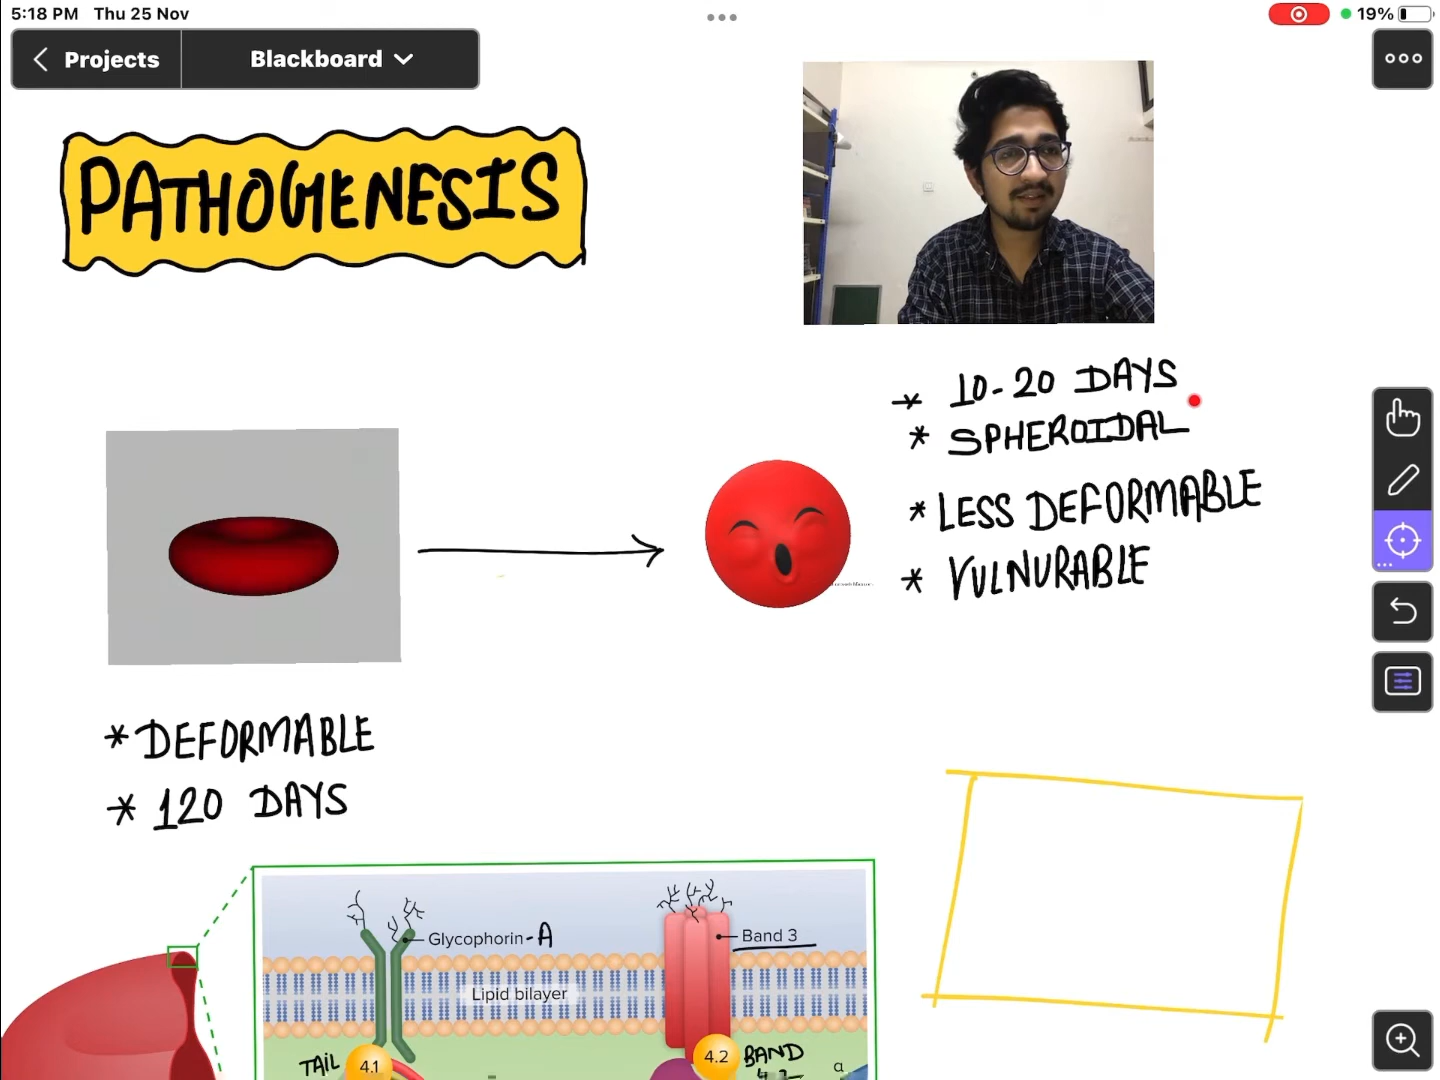 5:18 PM Thu 25 Nov
19%
Projects
Blackboard
PATHOGENESIS
* 10-20 DAYS
* SPHEROIDAL
* LESS DEFORMABLE
* VULNURABLE
* DEFORMABLE
* 120 DAYS
Glycophorin-A
Band 3
Lipid bilayer
TAIL
4.1
4.2
BAND
α